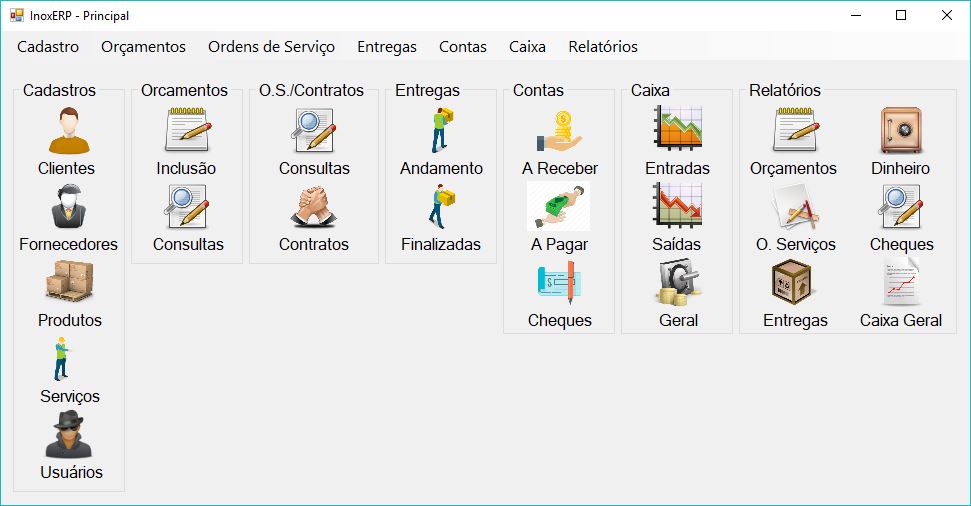 InoxERP - Principal
Cadastro Orçamentos Ordens de Serviço Entregas Contas Caixa Relatórios
Cadastros
Clientes
Fornecedores
Produtos
Serviços
Usuários
Orcamentos
Inclusão
Consultas
O.S./Contratos
Consultas
Contratos
Entregas
Andamento
Finalizadas
Contas
A Receber
A Pagar
Cheques
Caixa
Entradas
Saídas
Geral
Relatórios
Orçamentos
Dinheiro
O. Serviços
Cheques
Entregas
Caixa Geral